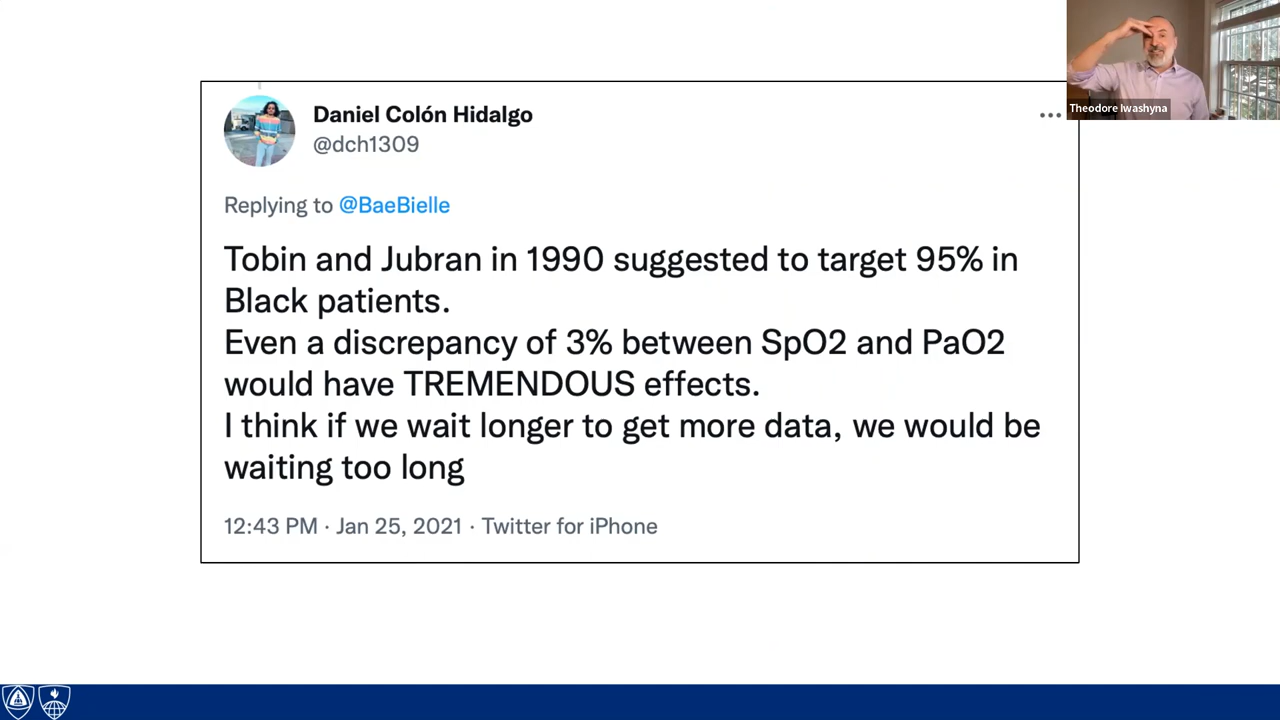 Theodore Iwashyna
Daniel Colón Hidalgo
@dch1309
Replying to @BaeBielle
Tobin and Jubran in 1990 suggested to target 95% in
Black patients.
Even a discrepancy of 3% between SpO2 and PaO2
would have TREMENDOUS effects.
I think if we wait longer to get more data, we would be
waiting too long
12:43 PM · Jan 25, 2021 · Twitter for iPhone